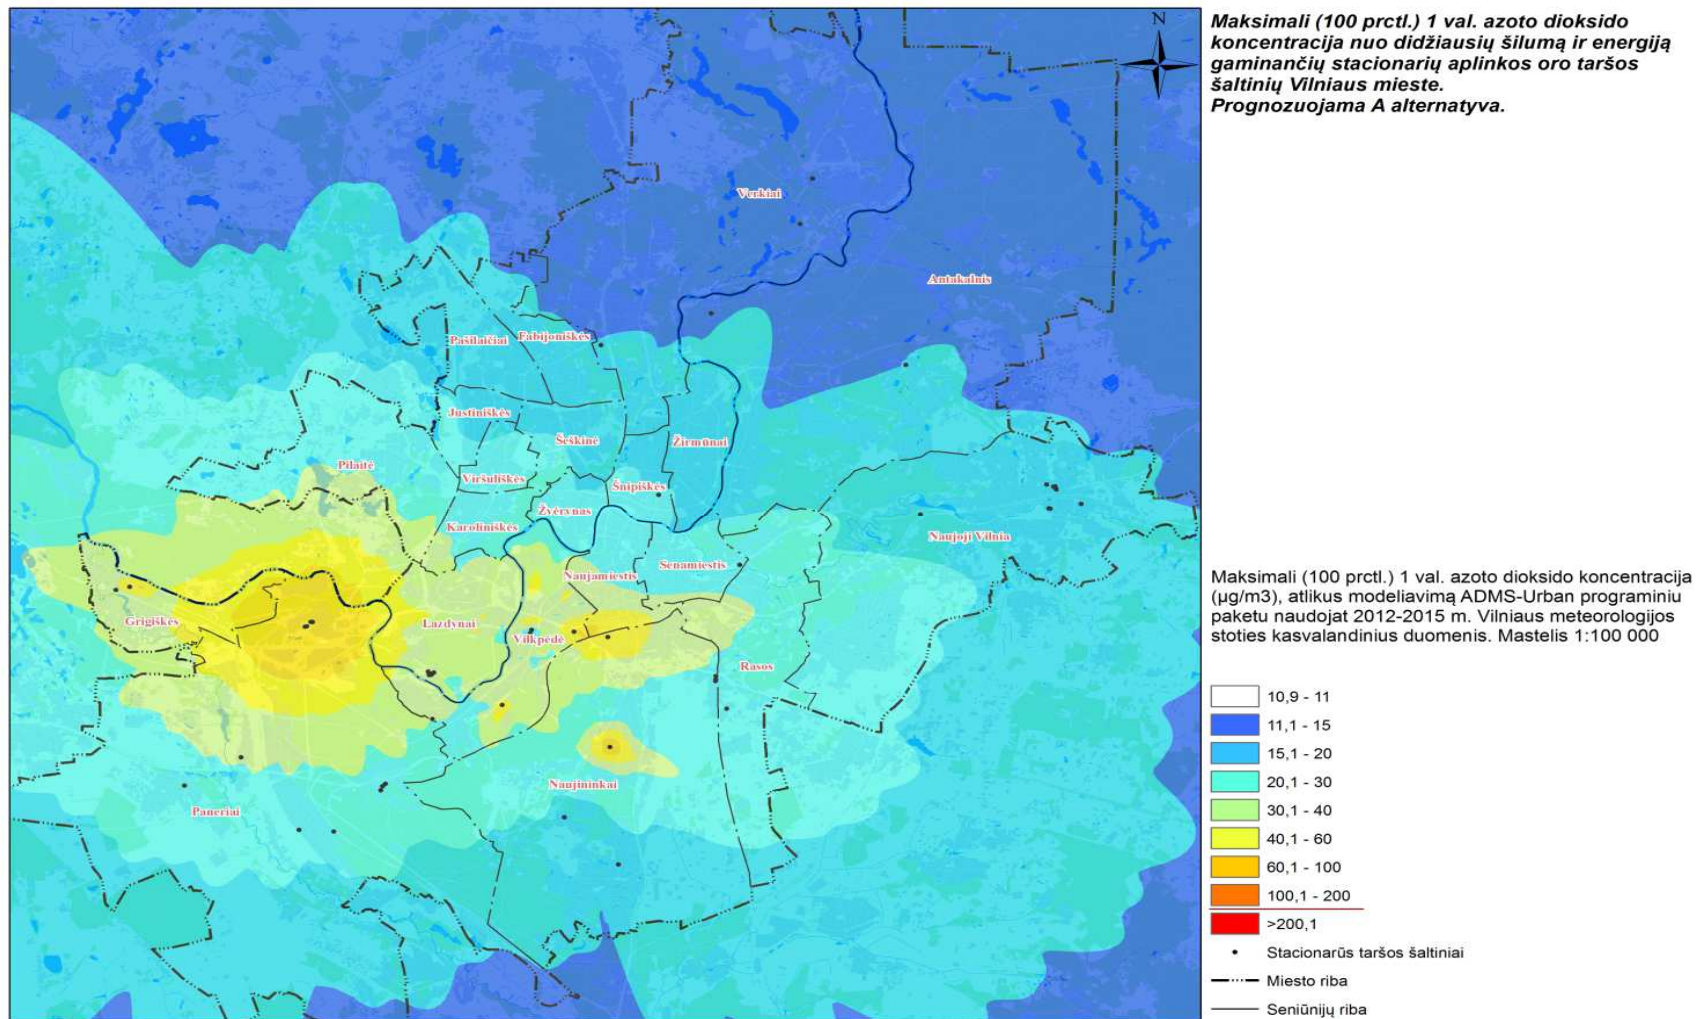 N
Maksimali (100 prctl.) 1 val. azoto dioksido
koncentracija nuo didžiausių šilumą ir energiją
gaminančių stacionarių aplinkos oro taršos
šaltinių Vilniaus mieste.
Prognozuojama A alternatyva.
Verkiai
Antakalnis
Pašilaičiai
Fabijoniškės
Justiniškės
Šeškinė
Žirmūnai
Pilaitė
Viršuliškės
Šnipiškės
Žvėrynas
Karoliniškės
Naujoji Vilnia
Senamiestis
Naujamiestis
Grigiškės
Lazdynai
Vilkpėdė
Rasos
Naujininkai
Paneriai
Maksimali (100 prctl.) 1 val. azoto dioksido koncentracija
(µg/m3), atlikus modeliavimą ADMS-Urban programiniu
paketu naudojat 2012-2015 m. Vilniaus meteorologijos
stoties kasvalandinius duomenis. Mastelis 1:100 000
10,9 - 11
11,1 - 15
15,1 - 20
20,1 - 30
30,1 - 40
40,1 - 60
60,1 - 100
100,1 - 200
>200,1
Stacionarūs taršos šaltiniai
Miesto riba
Seniūnijų riba